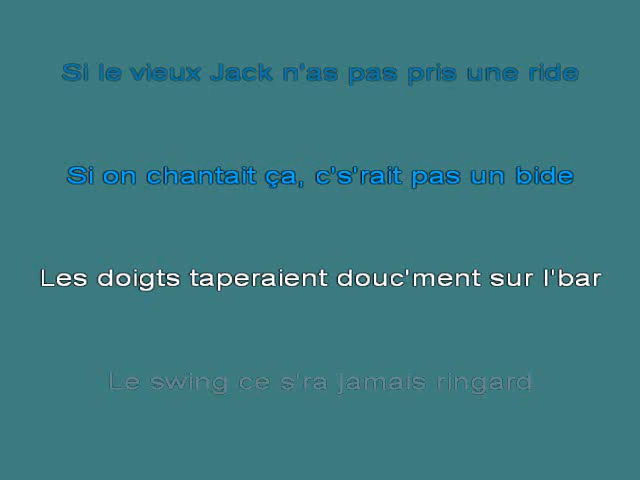 Si le vieux Jack n'as pas pris une ride
Si on chantait ça, c's'rait pas un bide
Les doigts taperaient douc'ment sur l'bar
Le swing ce s'ra jamais ringard